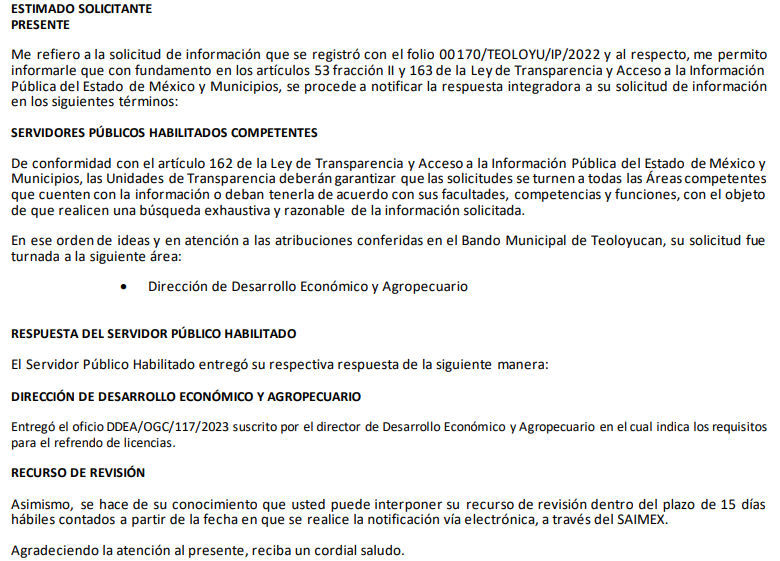 ESTIMADO SOLICITANTE
PRESENTE
Me refiero a la solicitud de información que se registró con el folio 00170/TEOLOYU/IP/2022 y al respecto, me permito
informarle que con fundamento en los artículos 53 fracción II y 163 de la Ley de Transparencia y Acceso a la Información
Pública del Estado de México y Municipios, se procede a notificar la respuesta integradora a su solicitud de información
en los siguientes términos:
SERVIDORES PÚBLICOS HABILITADOS COMPETENTES
De conformidad con el artículo 162 de la Ley de Transparencia y Acceso a la Información Pública del Estado de México y
Municipios, las Unidades de Transparencia deberán garantizar que las solicitudes se turnen a todas las Áreas competentes
que cuenten con la información o deban tenerla de acuerdo con sus facultades, competencias y funciones, con el objeto
de que realicen una búsqueda exhaustiva y razonable de la información solicitada.
En ese orden de ideas y en atención a las atribuciones conferidas en el Bando Municipal de Teoloyucan, su solicitud fue
turnada a la siguiente área:
• Dirección de Desarrollo Económico y Agropecuario
RESPUESTA DEL SERVIDOR PÚBLICO HABILITADO
El Servidor Público Habilitado entregó su respectiva respuesta de la siguiente manera:
DIRECCIÓN DE DESARROLLO ECONÓMICO Y AGROPECUARIO
Entregó el oficio DDEA/OGC/117/2023 suscrito por el director de Desarrollo Económico y Agropecuario en el cual indica los requisitos
para el refrendo de licencias.
RECURSO DE REVISIÓN
Asimismo, se hace de su conocimiento que usted puede interponer su recurso de revisión dentro del plazo de 15 días
hábiles contados a partir de la fecha en que se realice la notificación vía electrónica, a través del SAIMEX.
Agradeciendo la atención al presente, reciba un cordial saludo.